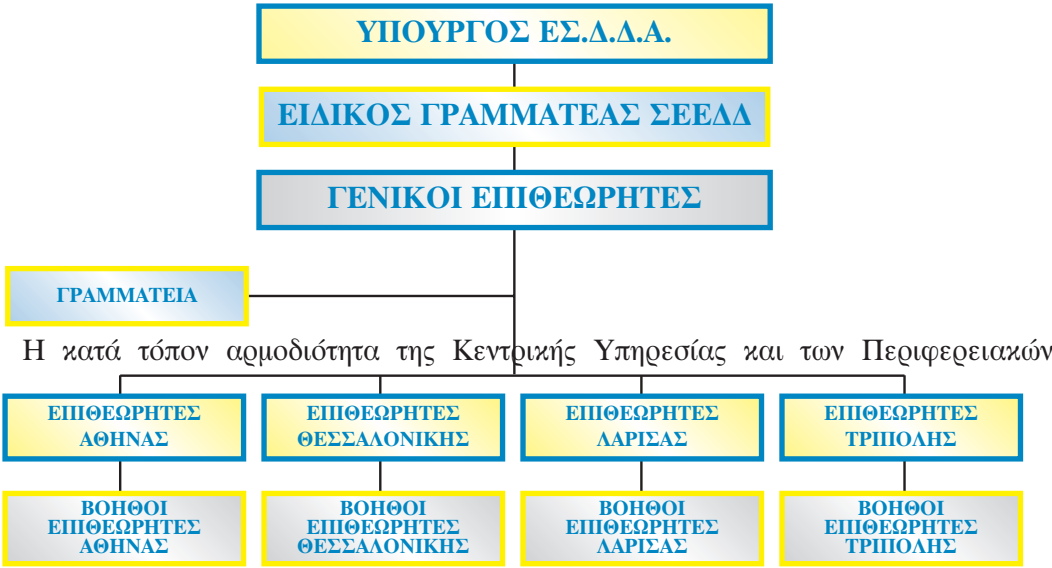 ΥΠΟΥΡΓΟΣ ΕΣ.Δ.Δ.Α.
ΕΙΔΙΚΟΣ ΓΡΑΜΜΑΤΕΑΣ ΣΕΕΔΔ
ΓΕΝΙΚΟΙ ΕΠΙΘΕΩΡΗΤΕΣ
ΓΡΑΜΜΑΤΕΙΑ
Η κατά τόπον αρμοδιότητα της Κεντρικής Υπηρεσίας και των Περιφερειακών
ΕΠΙΘΕΩΡΗΤΕΣ
ΑΘΗΝΑΣ
ΕΠΙΘΕΩΡΗΤΕΣ
ΘΕΣΣΑΛΟΝΙΚΗΣ
ΕΠΙΘΕΩΡΗΤΕΣ
ΛΑΡΙΣΑΣ
ΕΠΙΘΕΩΡΗΤΕΣ
ΤΡΙΠΟΛΗΣ
ΒΟΗΘΟΙ
ΕΠΙΘΕΩΡΗΤΕΣ
ΑΘΗΝΑΣ
ΒΟΗΘΟΙ
ΕΠΙΘΕΩΡΗΤΕΣ
ΘΕΣΣΑΛΟΝΙΚΗΣ
ΒΟΗΘΟΙ
ΕΠΙΘΕΩΡΗΤΕΣ
ΛΑΡΙΣΑΣ
ΒΟΗΘΟΙ
ΕΠΙΘΕΩΡΗΤΕΣ
ΤΡΙΠΟΛΗΣ